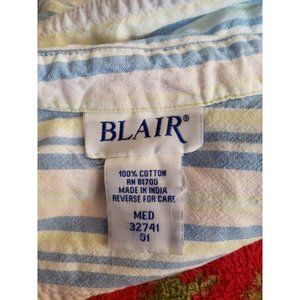 BLAIR®
100% COTTON
RN 81700
MADE IN INDIA
REVERSE FOR CARE
MED
32741
01